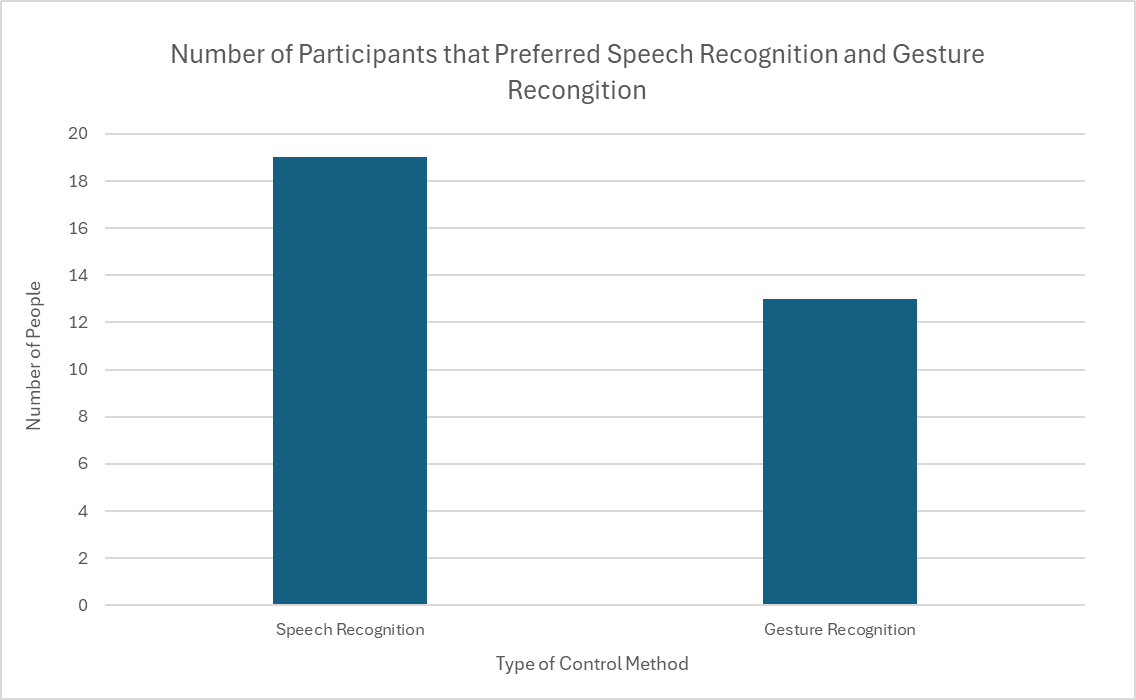 Number of Participants that Preferred Speech Recognition and Gesture
Recongition
20
18
16
14
12
10
8
6
4
2
0
Number of People
Speech Recognition
Gesture Recognition
Type of Control Method